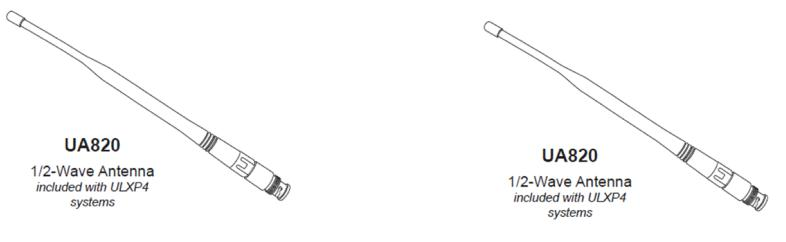 UA820
1/2-Wave Antenna
included with ULXP4
systems
UA820
1/2-Wave Antenna
included with ULXP4
systems